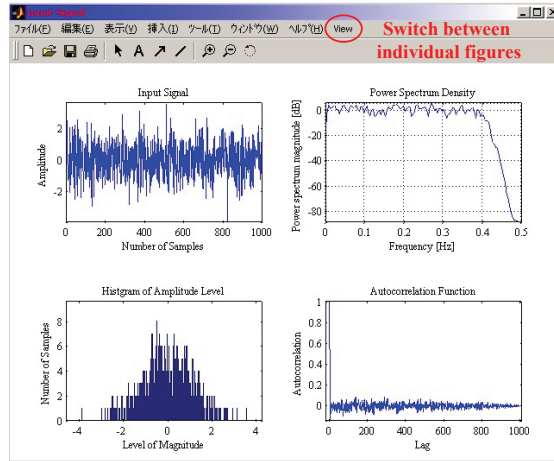 Input Signal
ファイル(F) 編集(E) 表示(V) 挿入(I) ツール(T) ウィンドウ(W) ヘルプ(H) View
Switch between
individual figures
Input Signal
Amplitude
2
0
-2
0 200 400 600 800 1000
Number of Samples
Power Spectrum Density
Power spectrum magnitude [dB]
0
-20
-40
-60
-80
0 0.1 0.2 0.3 0.4 0.5
Frequency [Hz]
Histgram of Amplitude Level
Number of Samples
8
6
4
2
0
-4 -2 0 2 4
Level of Magnitude
Autocorrelation Function
Autocorrelation
1
0.8
0.6
0.4
0.2
0
0 200 400 600 800 1000
Lag